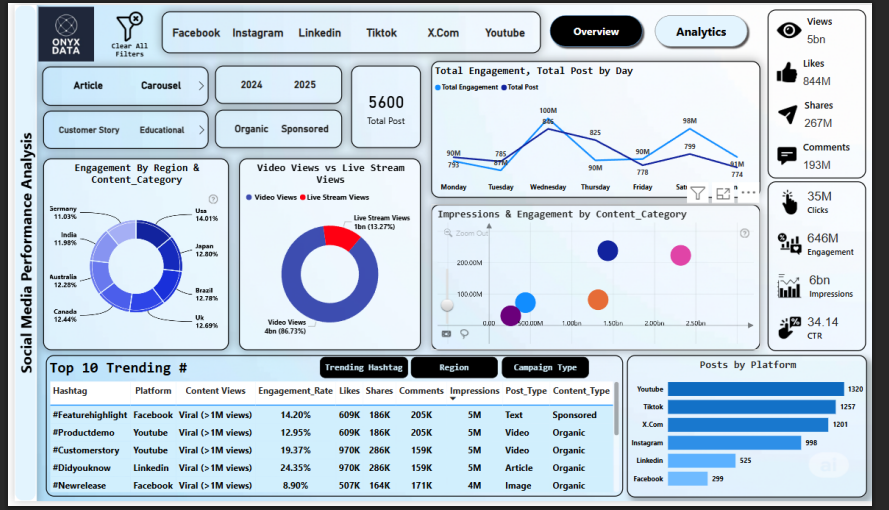 ONYX
DATA
Clear All
Filters
Facebook Instagram Linkedin Tiktok X.Com Youtube
Overview
Analytics
Social Media Performance Analysis
Article Carousel
2024 2025
5600
Total Post
Customer Story Educational
Organic Sponsored
Total Engagement, Total Post by Day
Total Engagement Total Post
100M
98M
90M
793
785
87M
825
90M
90M
778
799
81M
774
Monday Tuesday Wednesday Thursday Friday
Views
5bn
Likes
844M
Shares
267M
Comments
193M
35M
Clicks
646M
Engagement
6bn
Impressions
34.14
CTR
Engagement By Region &
Content_Category
Germany
11.03%
Usa
14.01%
India
11.98%
Japan
12.80%
Australia
12.28%
Brazil
12.78%
Canada
12.44%
Uk
12.69%
Video Views vs Live Stream
Views
Video Views Live Stream Views
Live Stream Views
1bn (13.27%)
Video Views
4bn (86.73%)
Impressions & Engagement by Content_Category
Zoom Out
200.00M
100.00M
0.00 500.00M 1.00bn 1.50bn 2.00bn 2.50bn
Top 10 Trending #
Trending Hashtag
Region
Campaign Type
Hashtag Platform Content Views Engagement_Rate Likes Shares Comments Impressions Post_Type Content_Type
#Featurehighlight Facebook Viral (>1M views) 14.20% 609K 186K 205K 5M Text Sponsored
#Productdemo Youtube Viral (>1M views) 12.95% 609K 186K 205K 5M Video Organic
#Customerstory Youtube Viral (>1M views) 19.37% 970K 286K 159K 5M Video Organic
#Didyouknow Linkedin Viral (>1M views) 24.35% 970K 286K 159K 5M Article Organic
#Newrelease Facebook Viral (>1M views) 8.90% 507K 164K 171K 4M Image Organic
Posts by Platform
Youtube 1320
Tiktok 1257
X.Com 1201
Instagram 998
Linkedin 525
Facebook 299